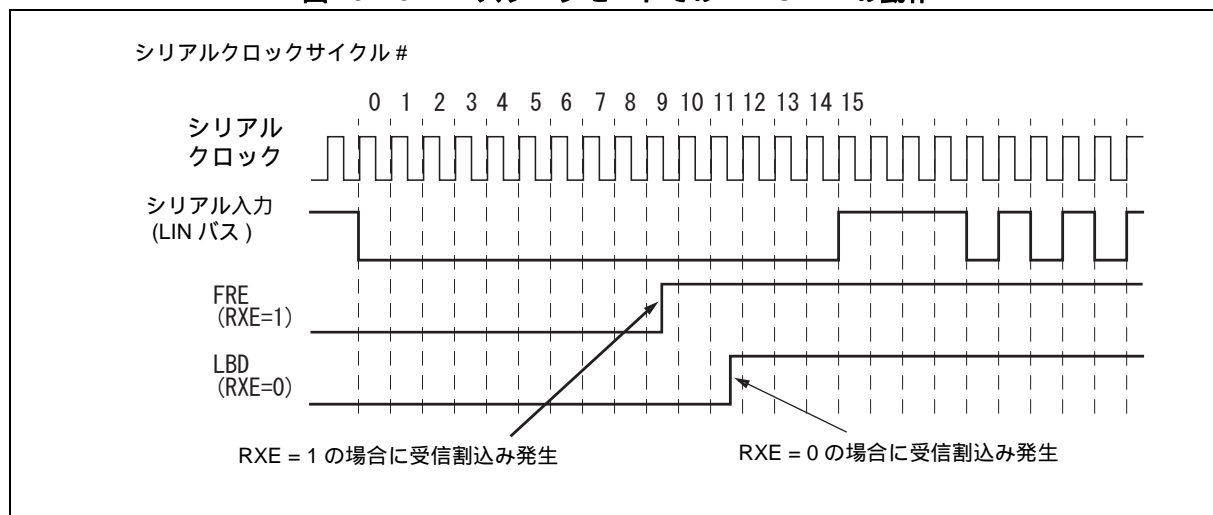 シリアルクロックサイクル #
0 1 2 3 4 5 6 7 8 9 10 11 12 13 14 15
シリアル
クロック
シリアル入力
(LIN バス )
FRE
(RXE=1)
LBD
(RXE=0)
RXE = 1 の場合に受信割込み発生
RXE = 0 の場合に受信割込み発生